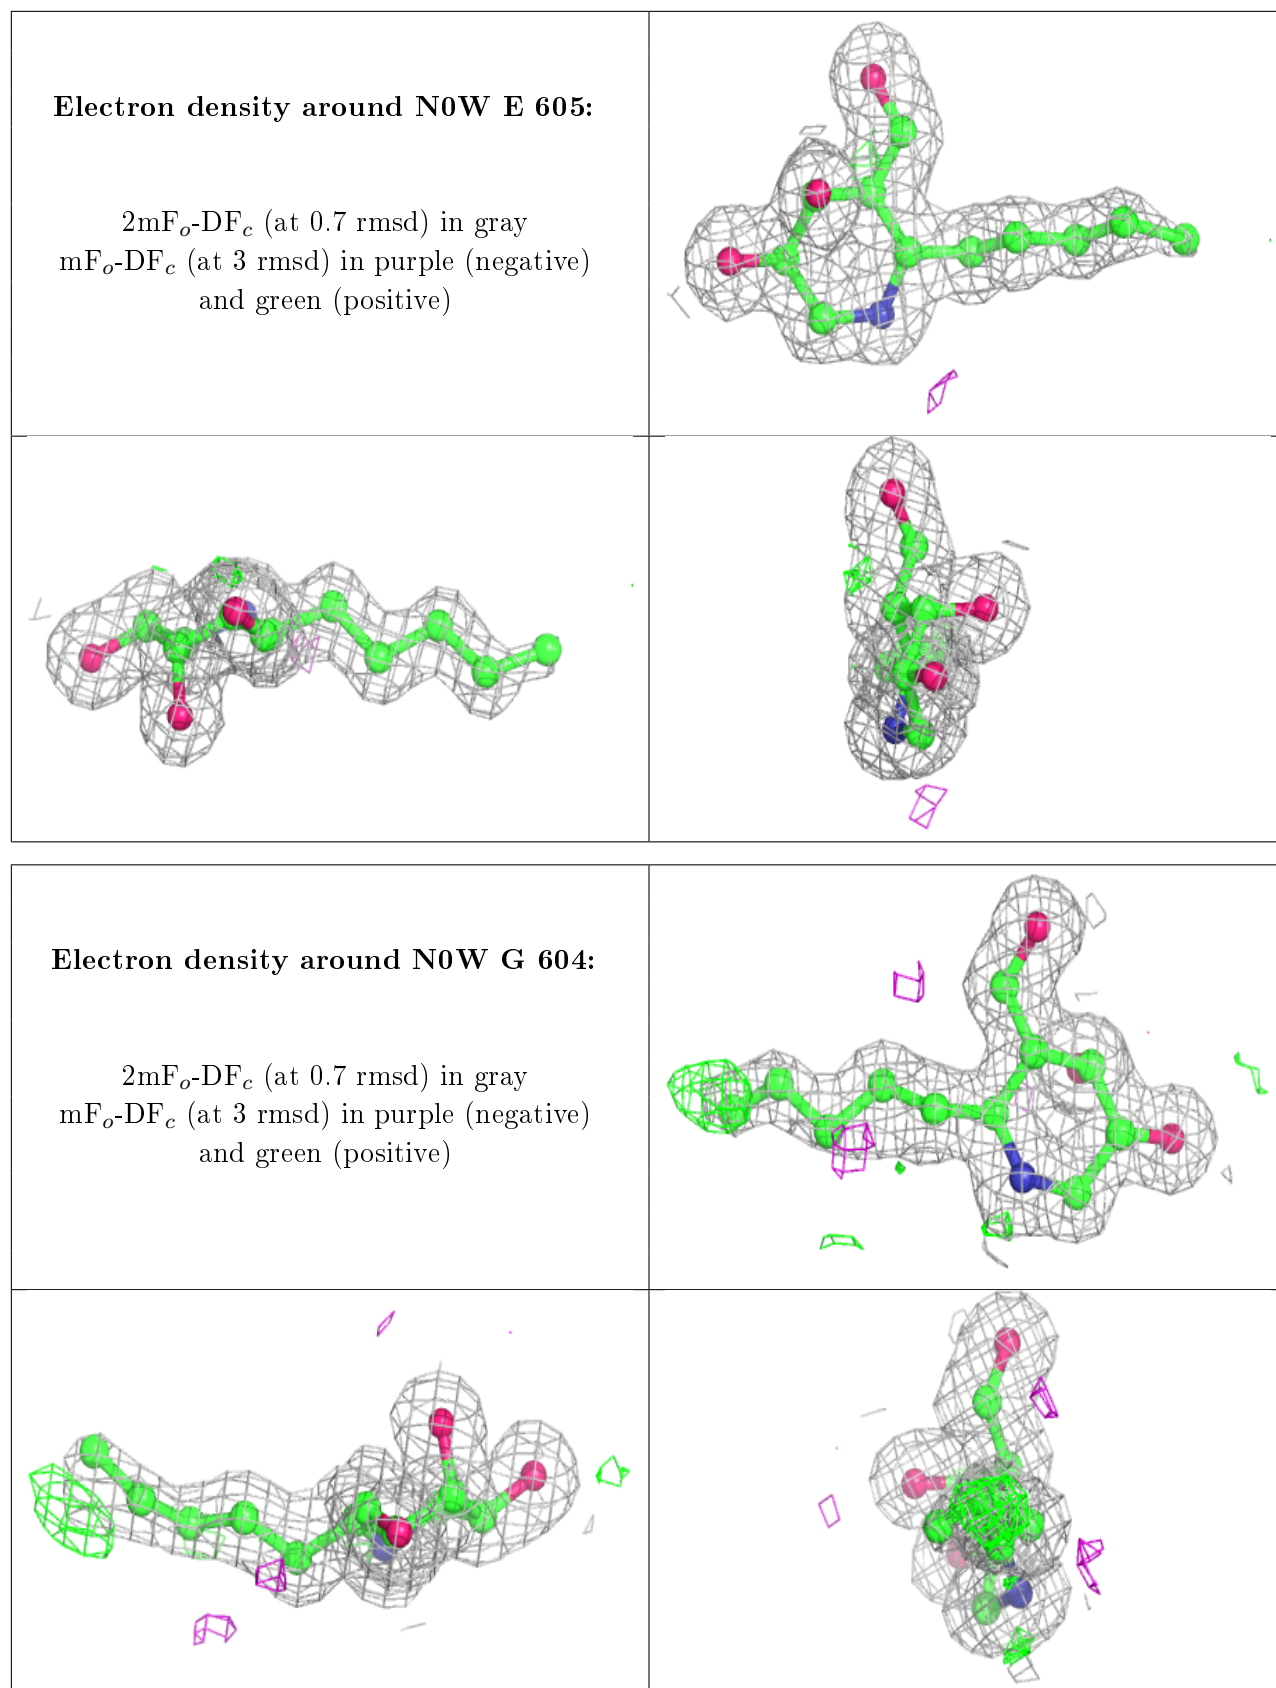 Electron density around N0W E 605:
2mFₒ-DF𝒸 (at 0.7 rmsd) in gray
mFₒ-DF𝒸 (at 3 rmsd) in purple (negative)
and green (positive)
Electron density around N0W G 604:
2mFₒ-DF𝒸 (at 0.7 rmsd) in gray
mFₒ-DF𝒸 (at 3 rmsd) in purple (negative)
and green (positive)